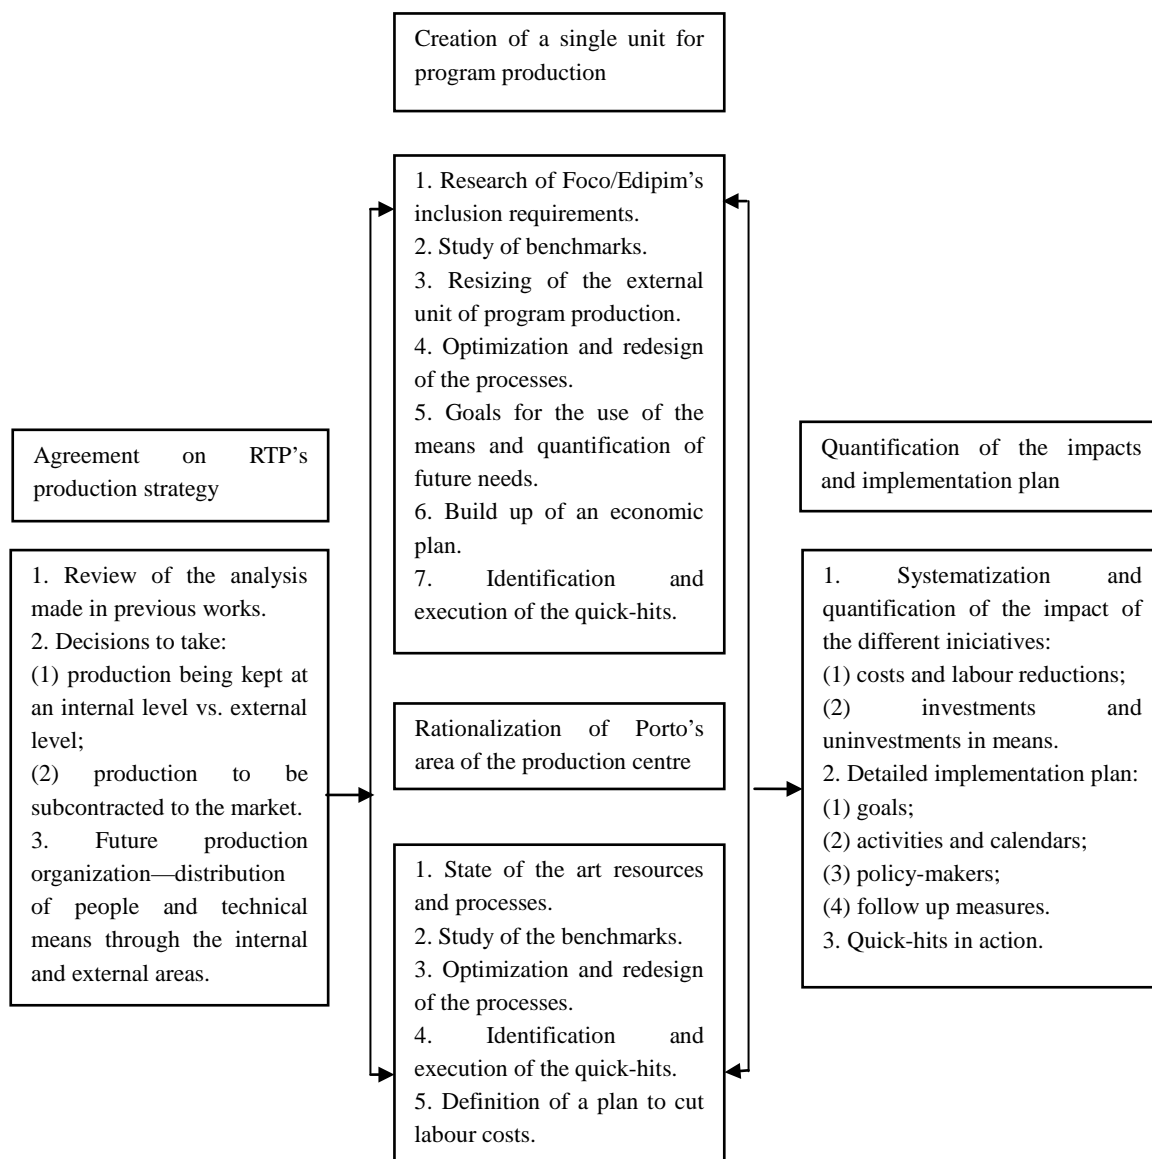 Creation of a single unit for
program production
1. Research of Foco/Edipim's
inclusion requirements.
2. Study of benchmarks.
3. Resizing of the external
unit of program production.
4. Optimization and redesign
of the processes.
5. Goals for the use of the
means and quantification of
future needs.
6. Build up of an economic
plan.
7. Identification and
execution of the quick-hits.
Agreement on RTP's
production strategy
1. Review of the analysis
made in previous works.
2. Decisions to take:
(1) production being kept at
an internal level vs. external
level;
(2) production to be
subcontracted to the market.
3. Future production
organization—distribution
of people and technical
means through the internal
and external areas.
Rationalization of Porto's
area of the production centre
1. State of the art resources
and processes.
2. Study of the benchmarks.
3. Optimization and redesign
of the processes.
4. Identification and
execution of the quick-hits.
5. Definition of a plan to cut
labour costs.
Quantification of the impacts
and implementation plan
1. Systematization and
quantification of the impact of
the different iniciatives:
(1) costs and labour reductions;
(2) investments and
uninvestments in means.
2. Detailed implementation plan:
(1) goals;
(2) activities and calendars;
(3) policy-makers;
(4) follow up measures.
3. Quick-hits in action.